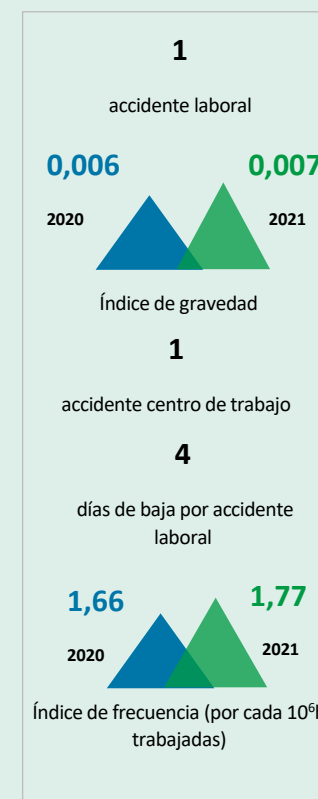 1
accidente laboral
0,006 0,007
2020 2021
Índice de gravedad
1
accidente centro de trabajo
4
días de baja por accidente
laboral
1,66 1,77
2020 2021
Índice de frecuencia (por cada 10⁶h
trabajadas)